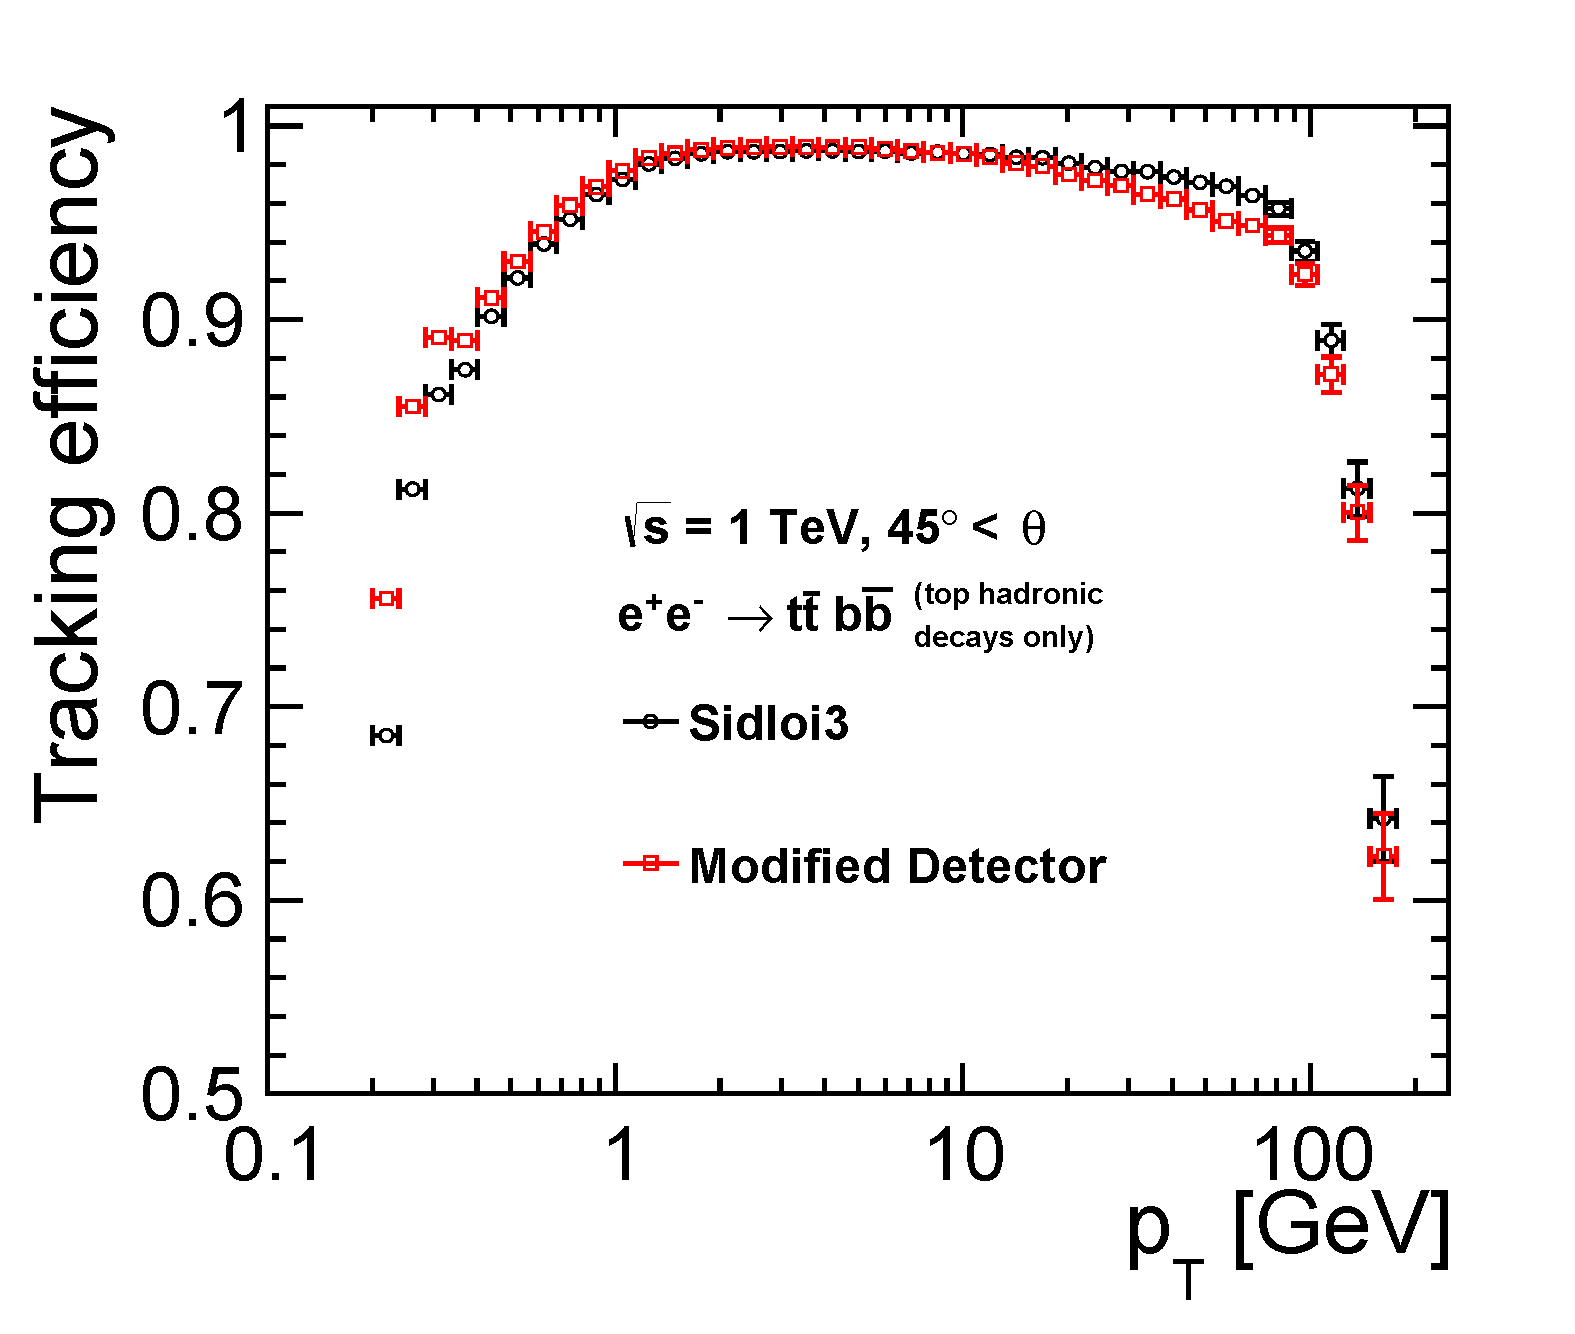 Tracking efficiency
1
0.9
0.8
0.7
0.6
0.5
0.1
1
10
100
p_T [GeV]
√s = 1 TeV, 45° < θ
e⁺e⁻ → tt̅ bb̅ (top hadronic
decays only)
Sidloi3
Modified Detector